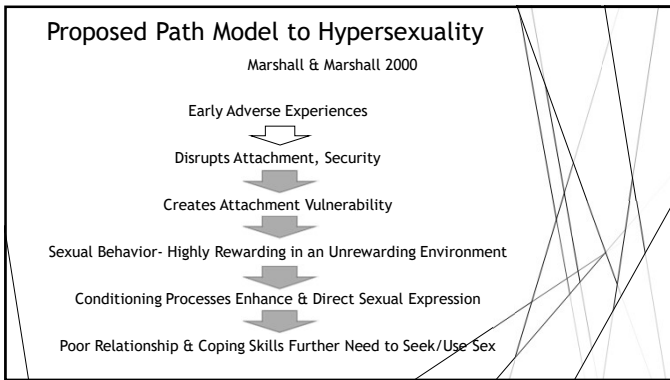 Proposed Path Model to Hypersexuality
Marshall & Marshall 2000
Early Adverse Experiences
Disrupts Attachment, Security
Creates Attachment Vulnerability
Sexual Behavior- Highly Rewarding in an Unrewarding Environment
Conditioning Processes Enhance & Direct Sexual Expression
Poor Relationship & Coping Skills Further Need to Seek/Use Sex